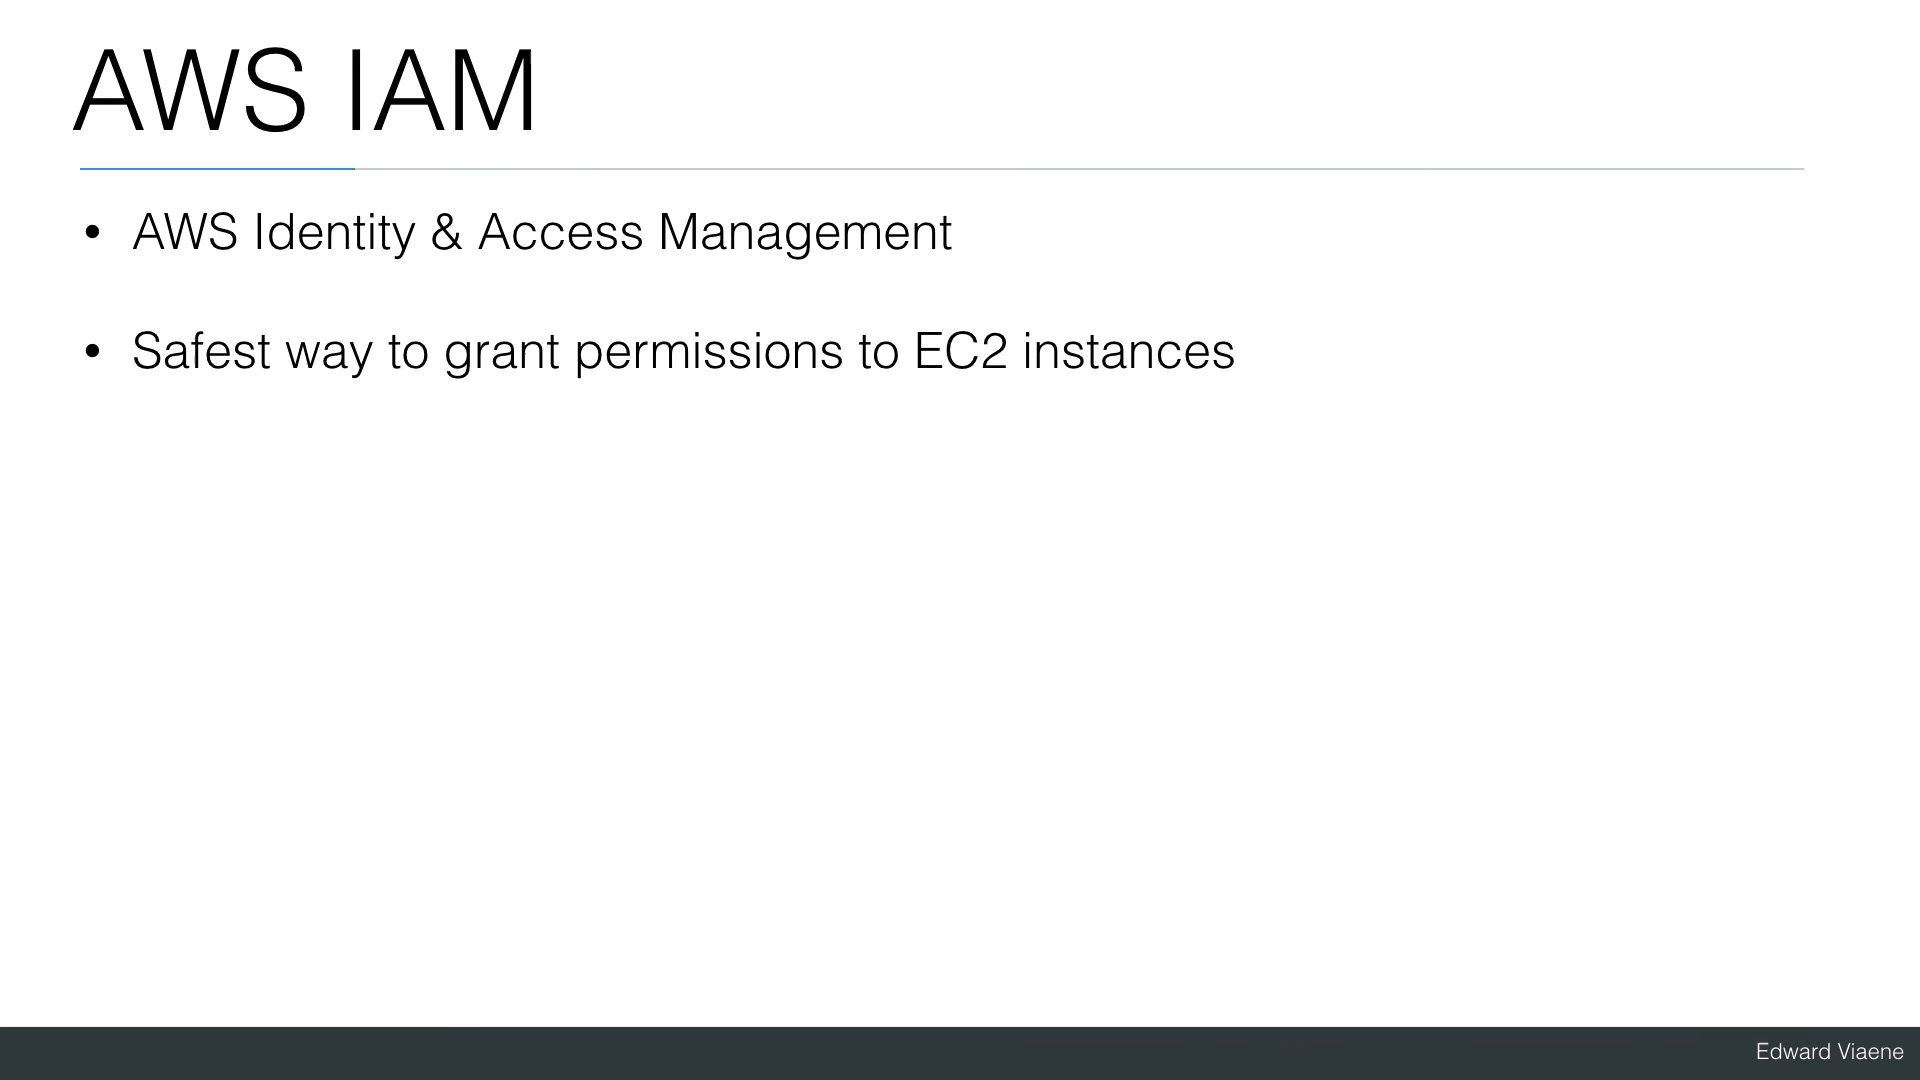 AWS IAM
• AWS Identity & Access Management
• Safest way to grant permissions to EC2 instances
Edward Viaene